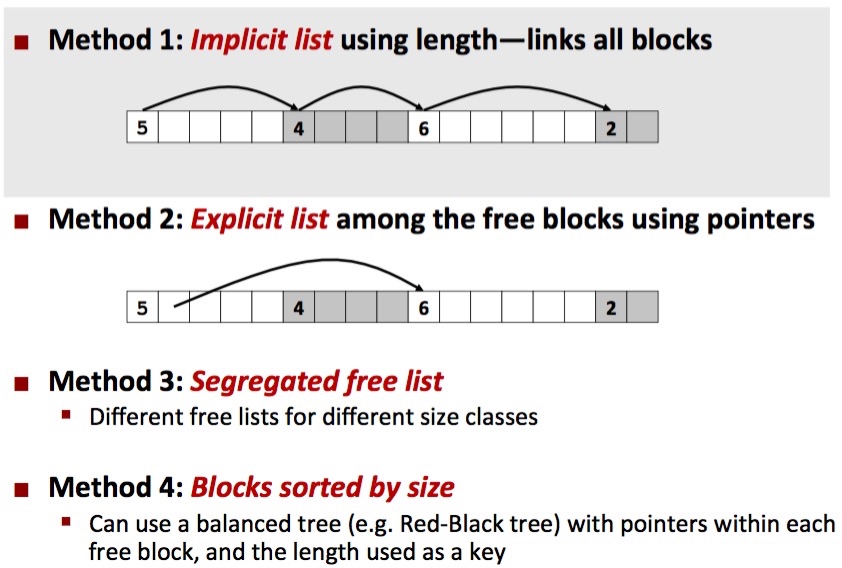 Method 1: Implicit list using length—links all blocks
5 4 6 2
Method 2: Explicit list among the free blocks using pointers
5 4 6 2
Method 3: Segregated free list
Different free lists for different size classes
Method 4: Blocks sorted by size
Can use a balanced tree (e.g. Red-Black tree) with pointers within each
free block, and the length used as a key